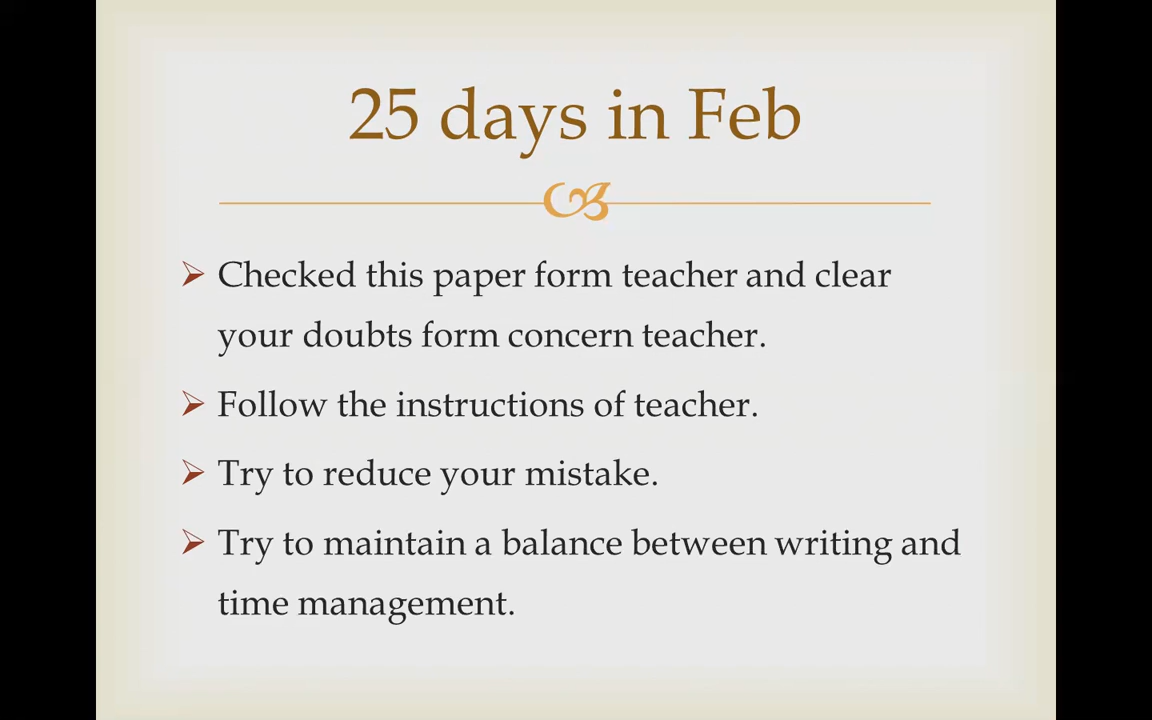 25 days in Feb
Checked this paper form teacher and clear
your doubts form concern teacher.
Follow the instructions of teacher.
Try to reduce your mistake.
Try to maintain a balance between writing and
time management.